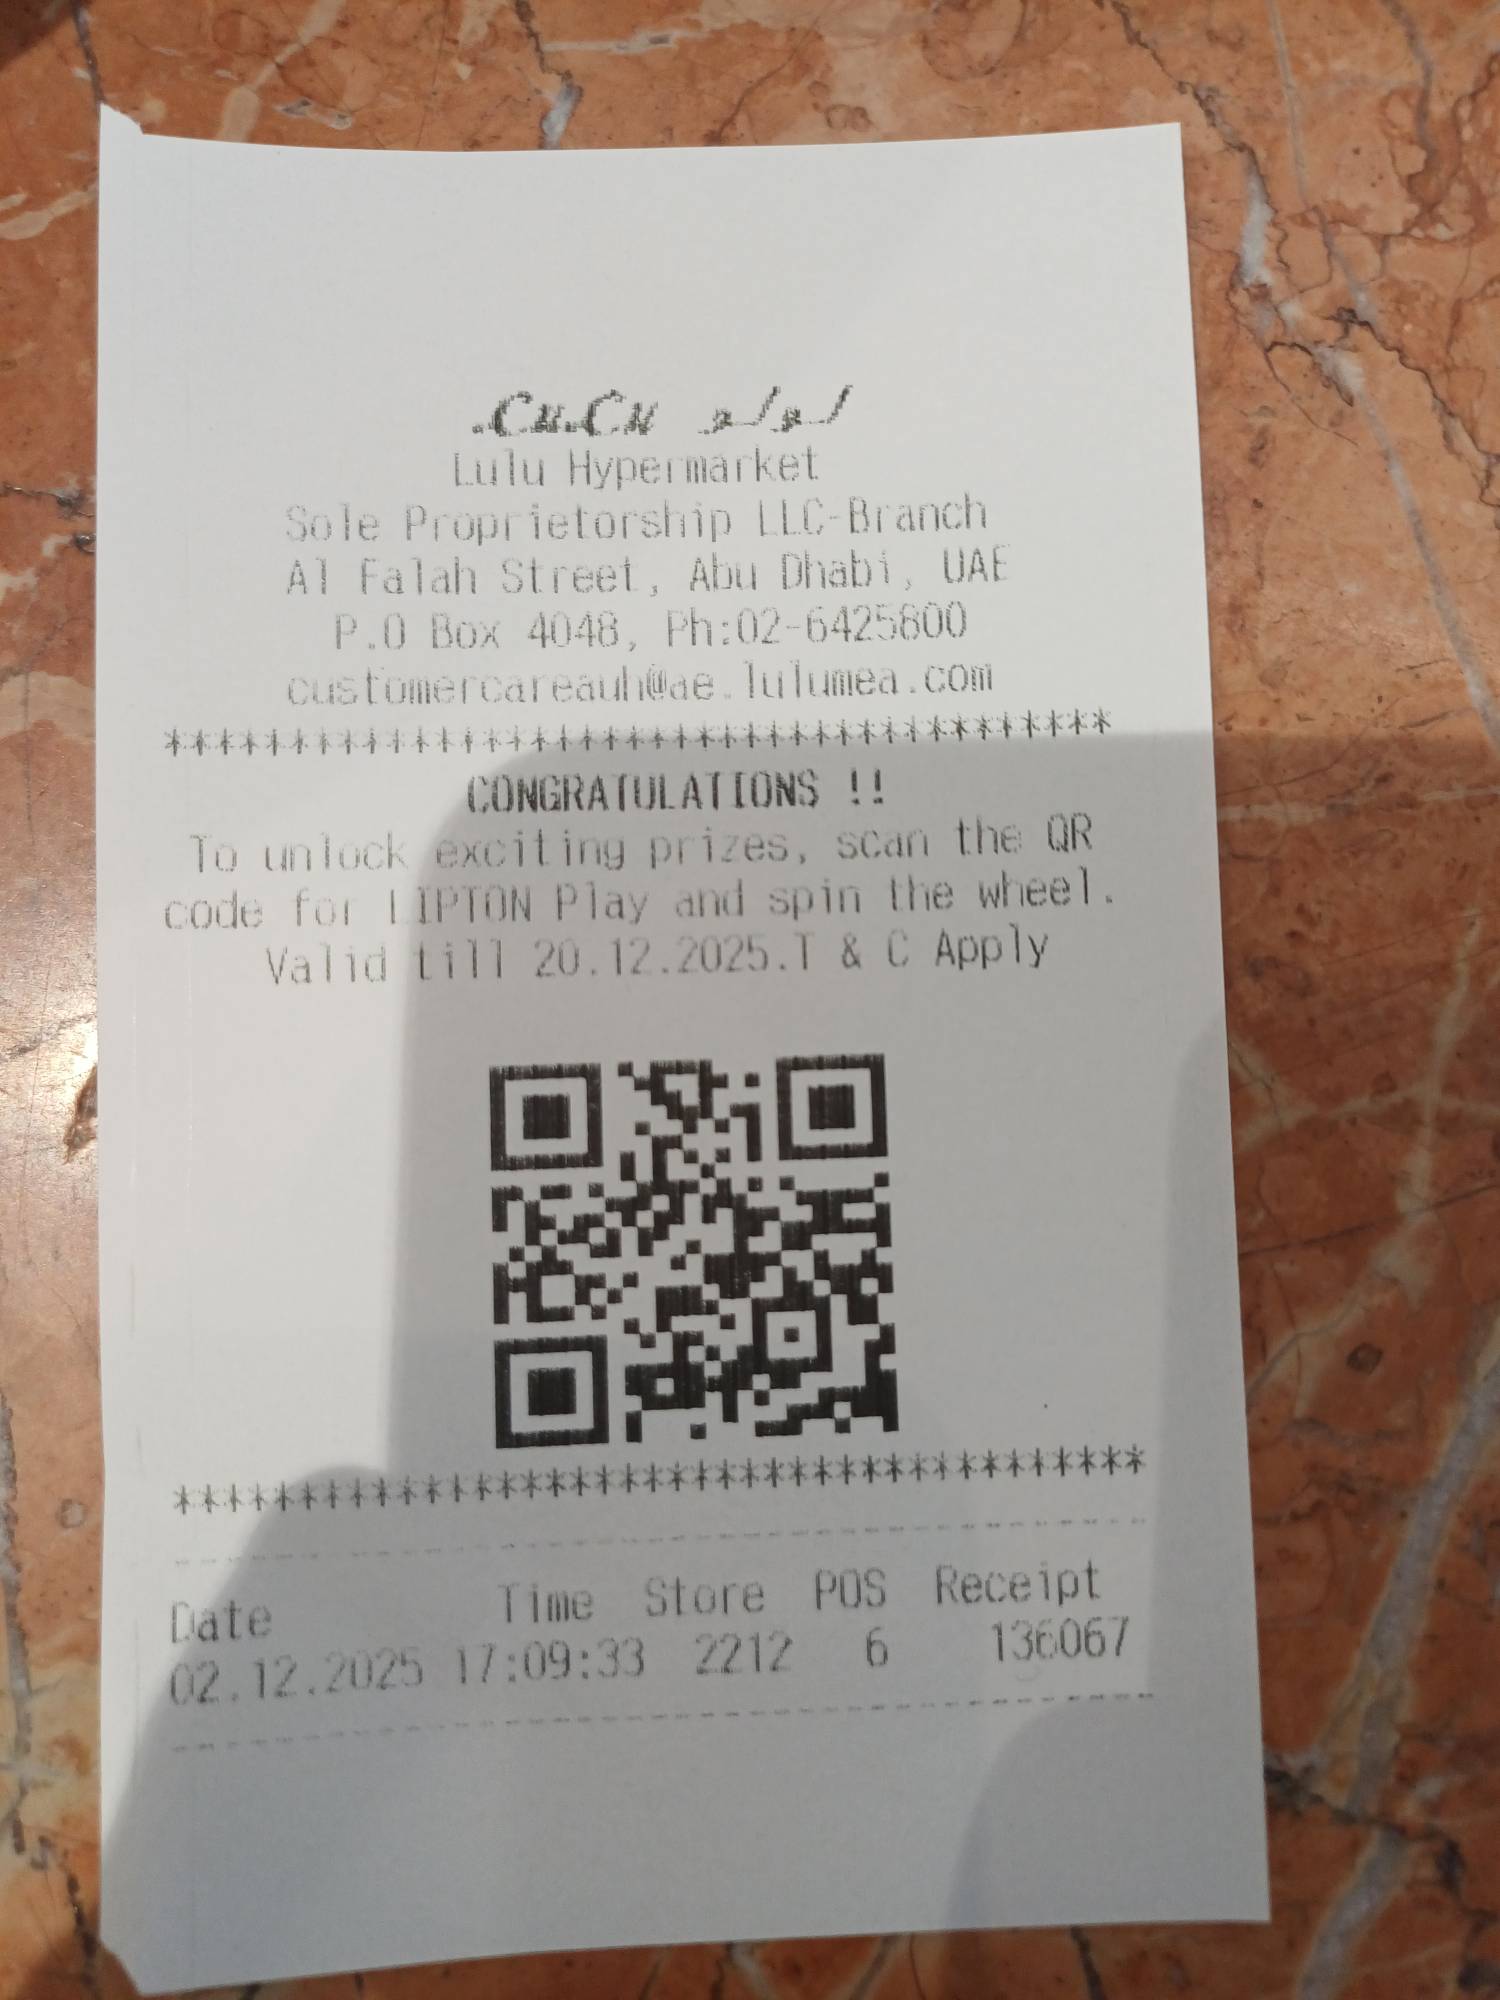 Lulu Hypermarket
Sole Proprietorship LLC-Branch
Al Falah Street, Abu Dhabi, UAE
P.O Box 4048, Ph:02-6425800
customercareauh@ae.lulumea.com
***************************************
CONGRATULATIONS !!
To unlock exciting prizes, scan the QR
code for LIPTON Play and spin the wheel.
Valid till 20.12.2025.T & C Apply
****************************************
Date Time Store POS Receipt
02.12.2025 17:09:33 2212 6 136067